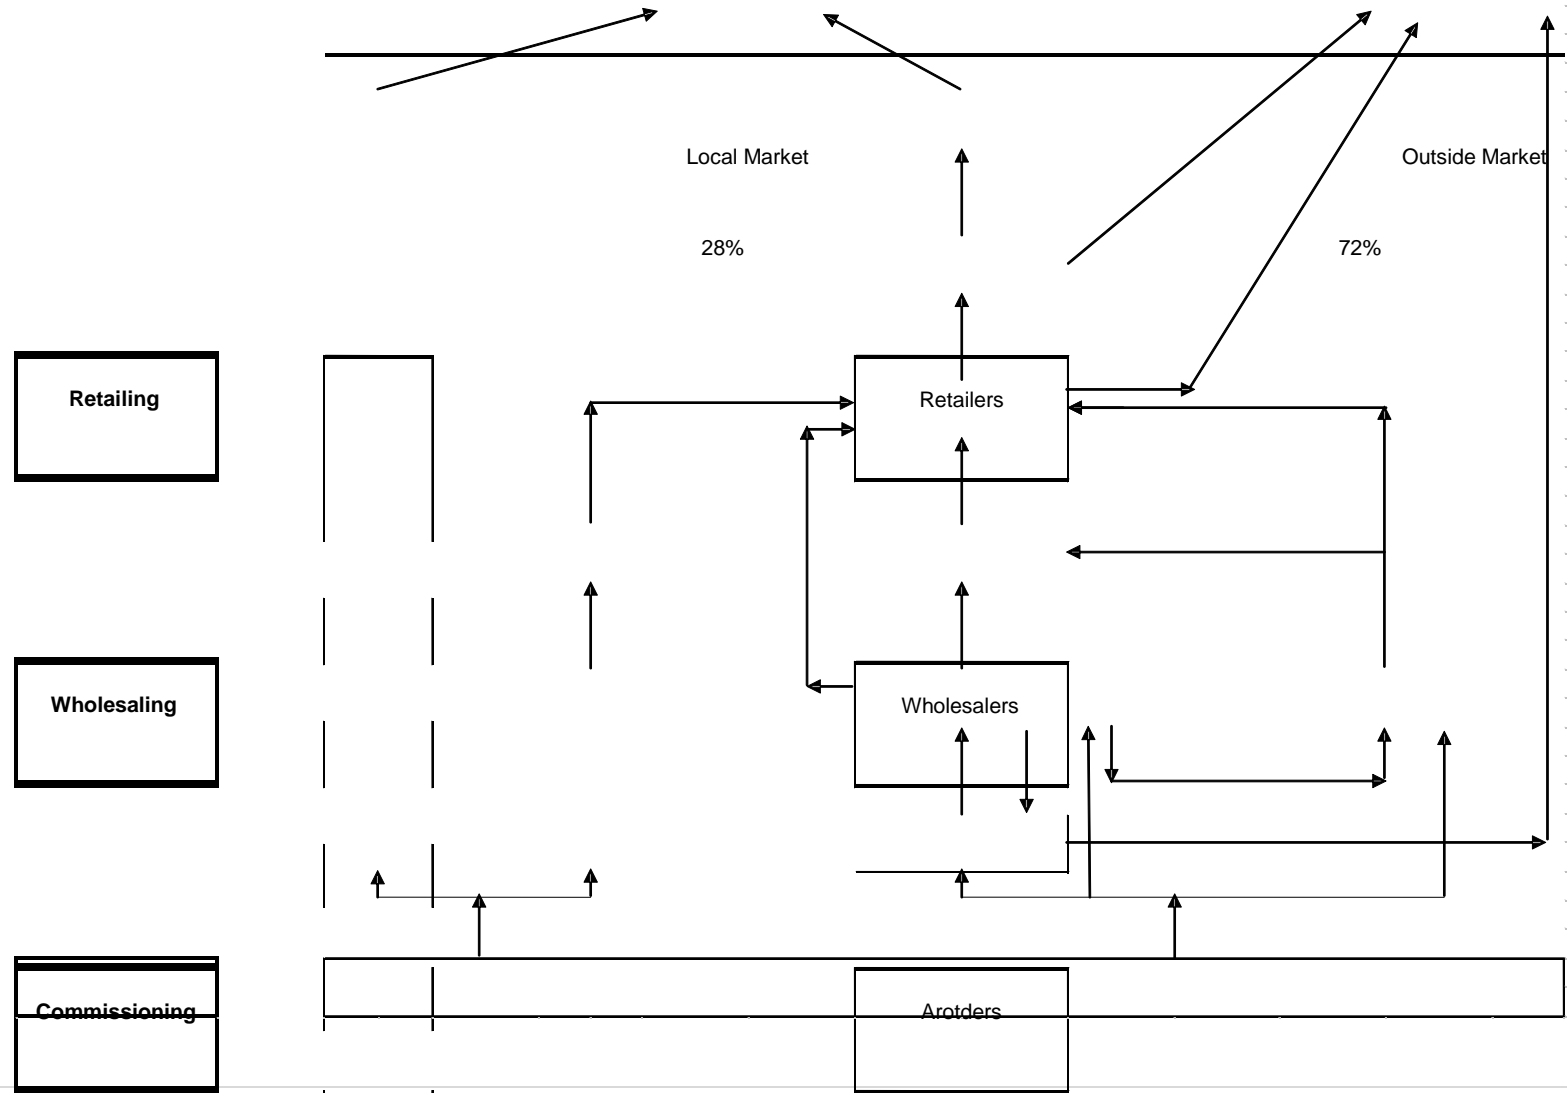 Local Market
Outside Market
28%
72%
Retailing
Retailers
Wholesaling
Wholesalers
Commissioning
Arotders